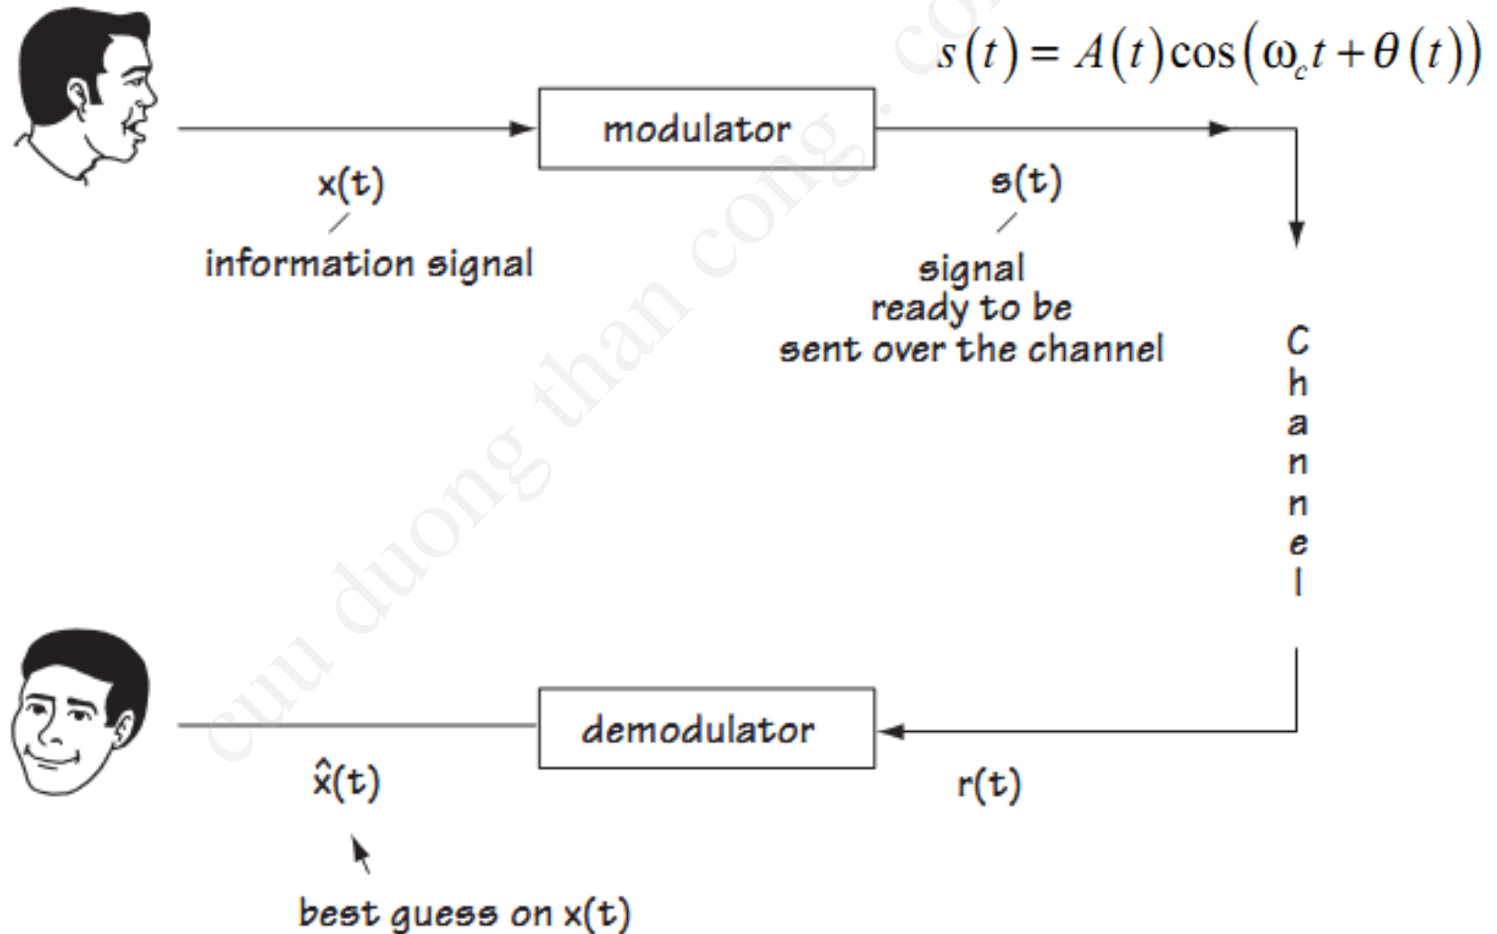 s(t) = A(t)cos(ω_c t + θ(t))
modulator
x(t)
s(t)
information signal
signal
ready to be
sent over the channel
Channel
demodulator
x̂(t)
r(t)
best guess on x(t)
cuu duong than cong . com